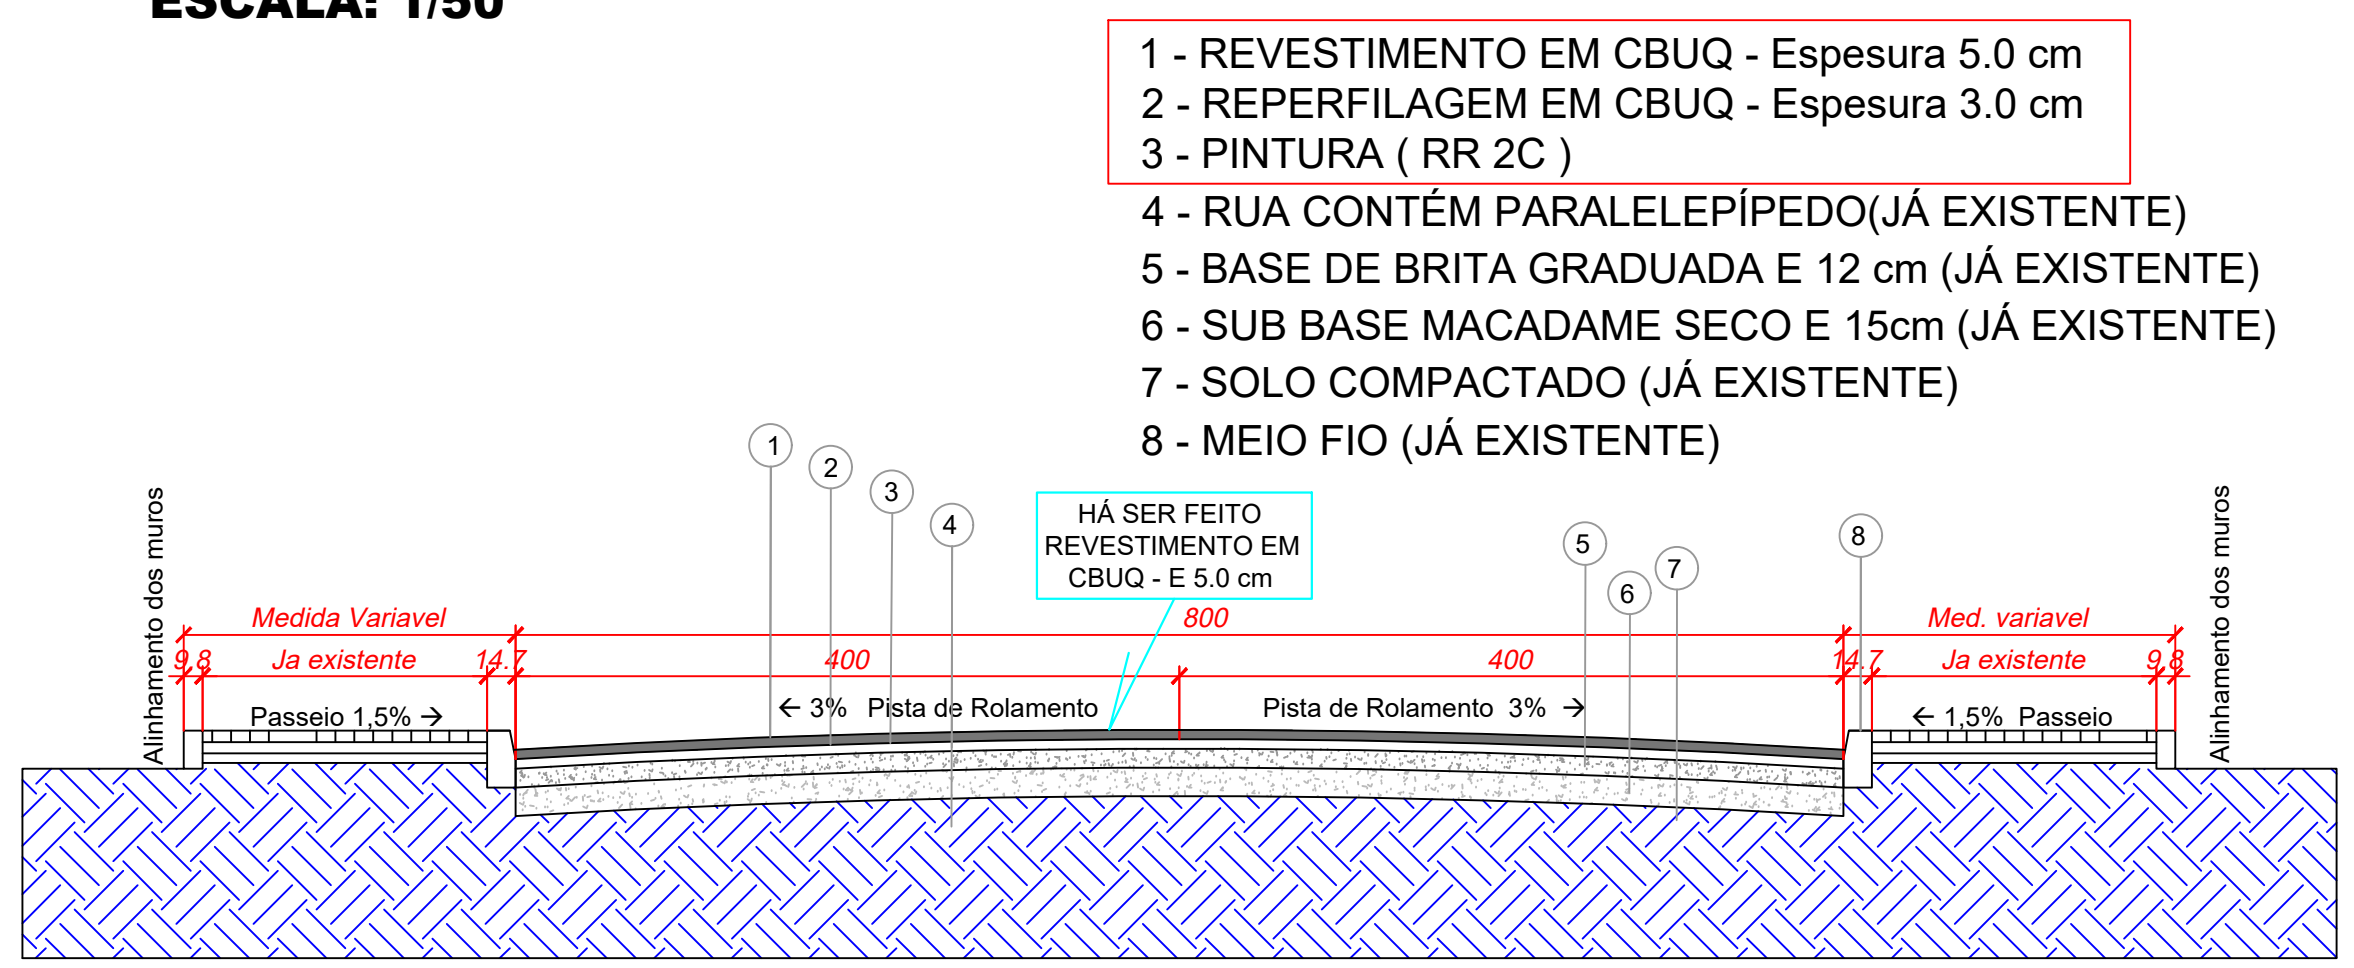 ESCALA: 1/50
1 - REVESTIMENTO EM CBUQ - Espesura 5.0 cm
2 - REPERFILAGEM EM CBUQ - Espesura 3.0 cm
3 - PINTURA ( RR 2C )
4 - RUA CONTÉM PARALELEPÍPEDO(JÁ EXISTENTE)
5 - BASE DE BRITA GRADUADA E 12 cm (JÁ EXISTENTE)
6 - SUB BASE MACADAME SECO E 15cm (JÁ EXISTENTE)
7 - SOLO COMPACTADO (JÁ EXISTENTE)
8 - MEIO FIO (JÁ EXISTENTE)
1
2
3
4
HÁ SER FEITO
REVESTIMENTO EM
CBUQ - E 5.0 cm
5
6
7
8
Alinhamento dos muros
Medida Variavel
800
Med. variavel
9.8
Ja existente
14.7
400
400
14.7
Ja existente
9.8
Passeio 1,5% →
← 3% Pista de Rolamento
Pista de Rolamento 3% →
← 1,5% Passeio
Alinhamento dos muros